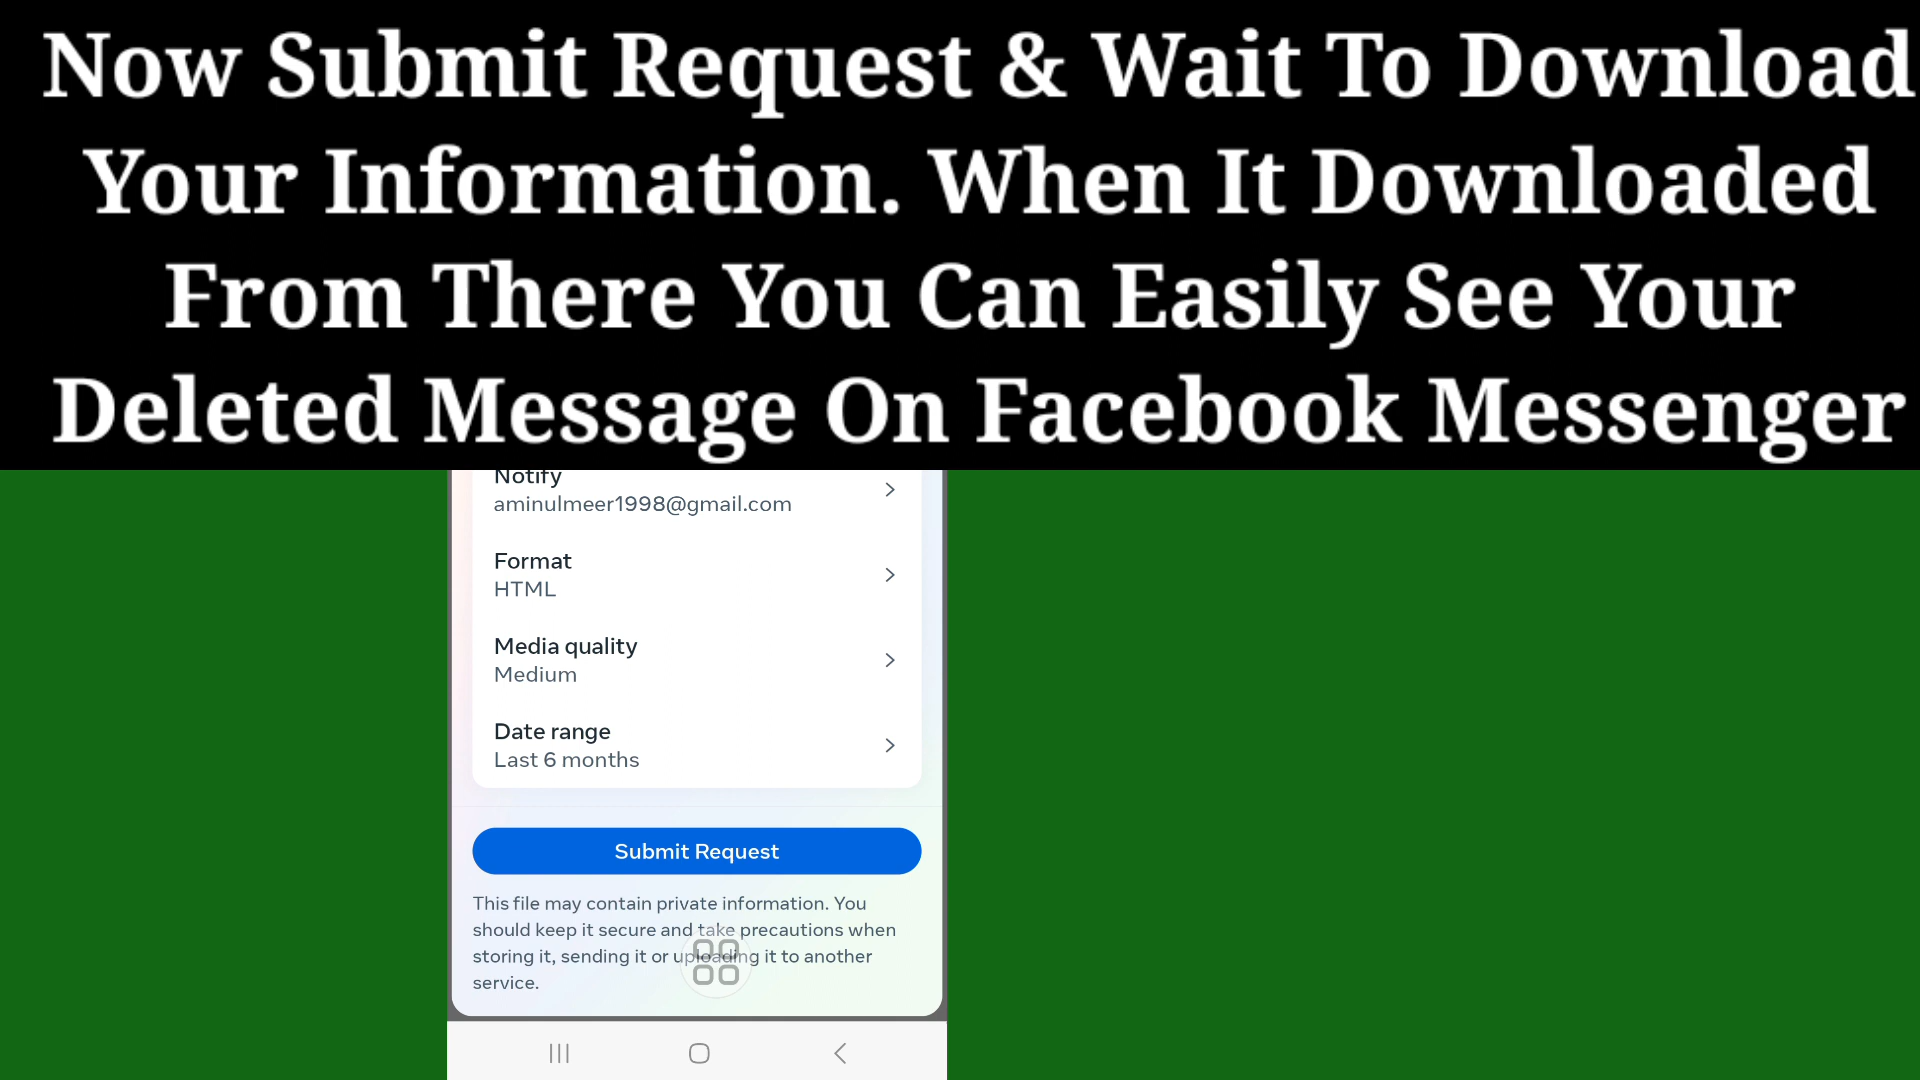 Now Submit Request & Wait To Download
Your Information. When It Downloaded
From There You Can Easily See Your
Deleted Message On Facebook Messenger
Notify
aminulmeer1998@gmail.com
Format
HTML
Media quality
Medium
Date range
Last 6 months
Submit Request
This file may contain private information. You
should keep it secure and take precautions when
storing it, sending it or uploading it to another
service.